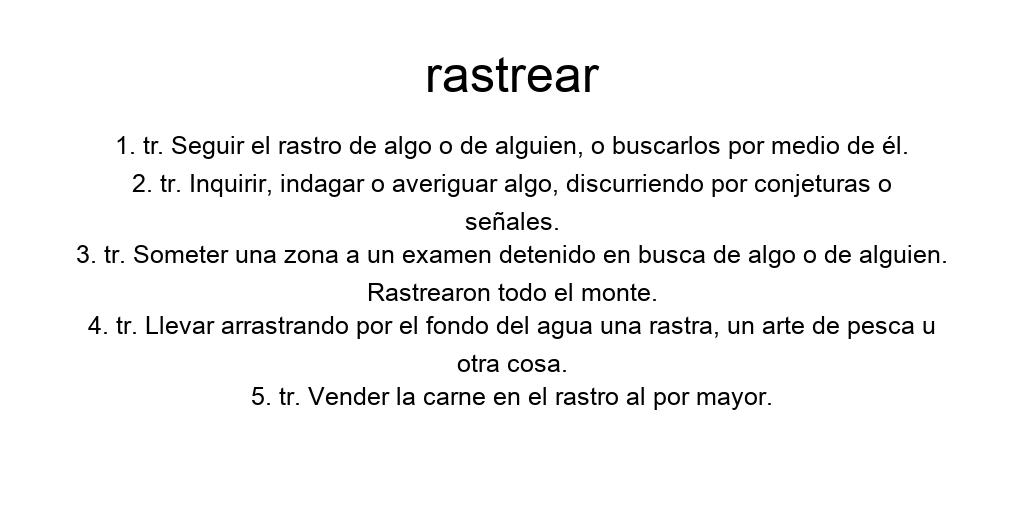 rastrear
1. tr. Seguir el rastro de algo o de alguien, o buscarlos por medio de él.
2. tr. Inquirir, indagar o averiguar algo, discurriendo por conjeturas o
señales.
3. tr. Someter una zona a un examen detenido en busca de algo o de alguien.
Rastrearon todo el monte.
4. tr. Llevar arrastrando por el fondo del agua una rastra, un arte de pesca u
otra cosa.
5. tr. Vender la carne en el rastro al por mayor.